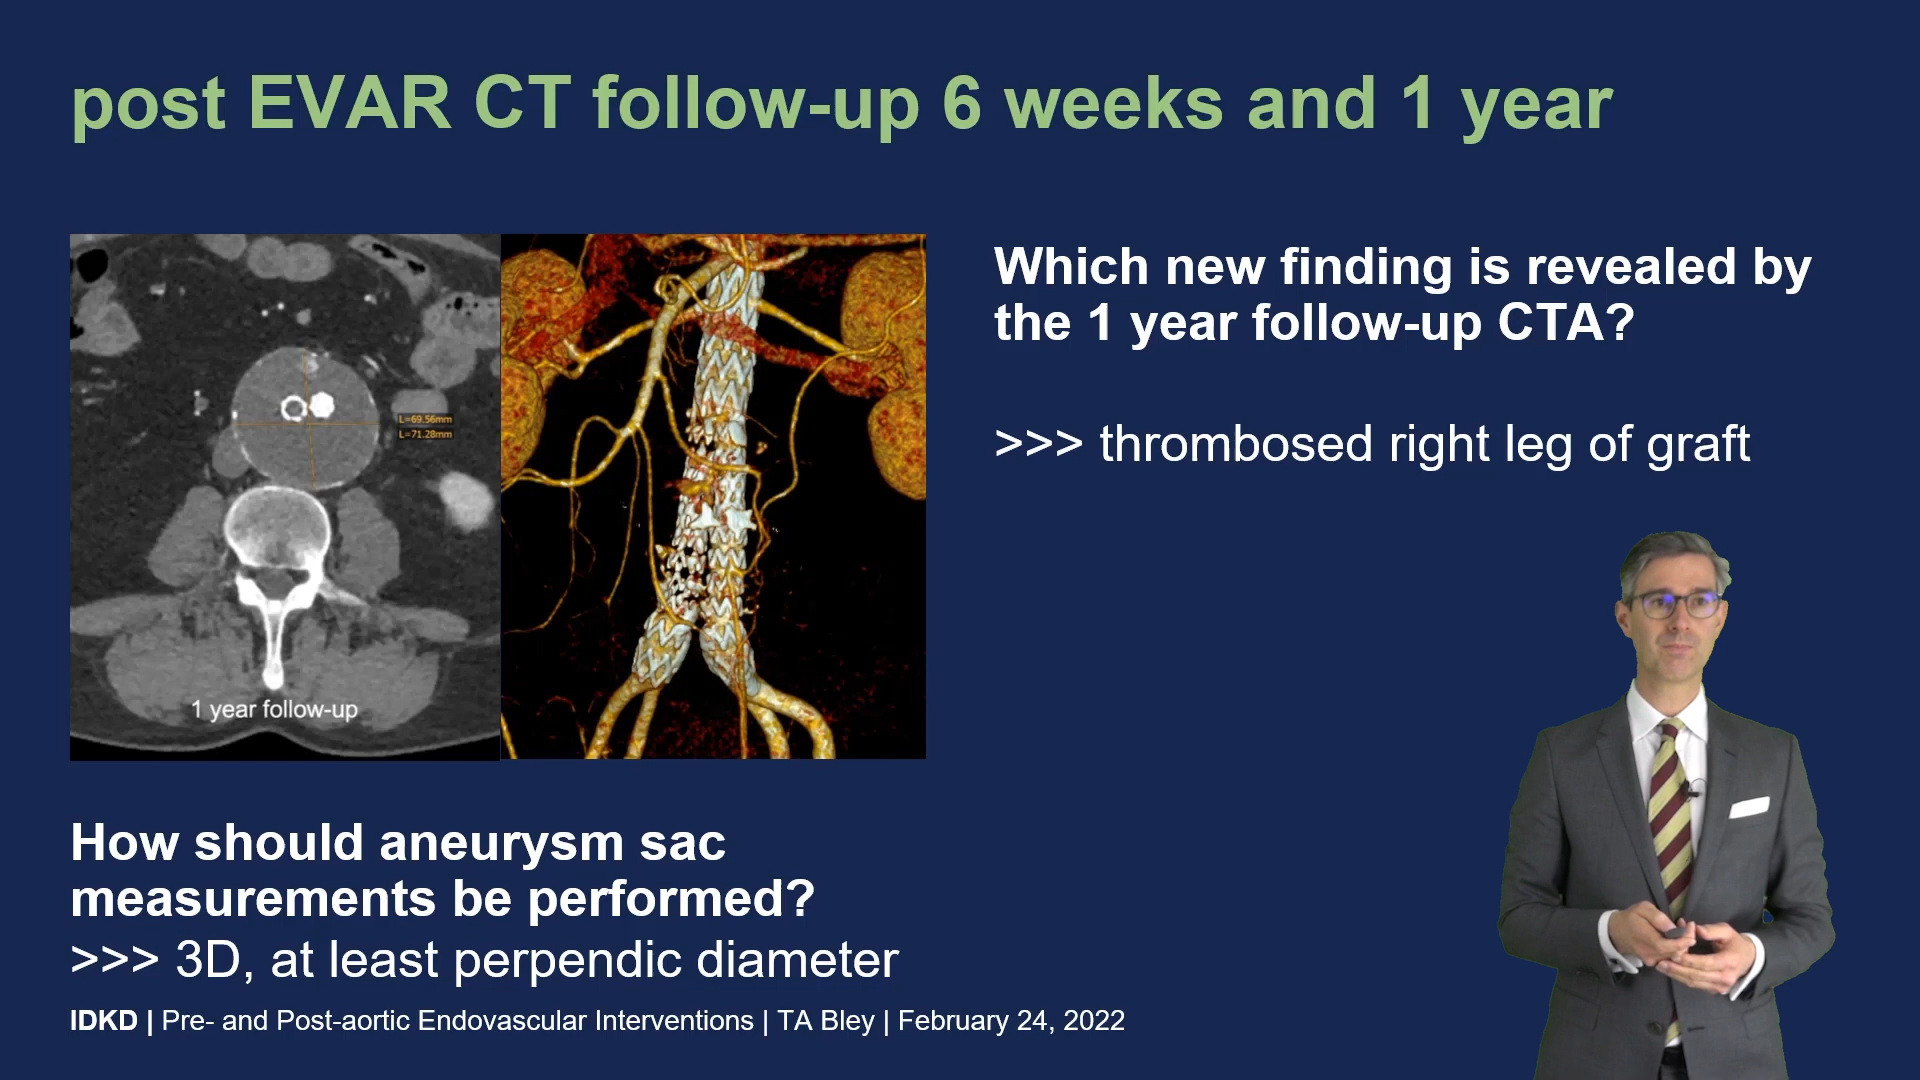 post EVAR CT follow-up 6 weeks and 1 year
Which new finding is revealed by
the 1 year follow-up CTA?
>>> thrombosed right leg of graft
L=69.56mm
L=71.28mm
1 year follow-up
How should aneurysm sac
measurements be performed?
>>> 3D, at least perpendic diameter
IDKD | Pre- and Post-aortic Endovascular Interventions | TA Bley | February 24, 2022